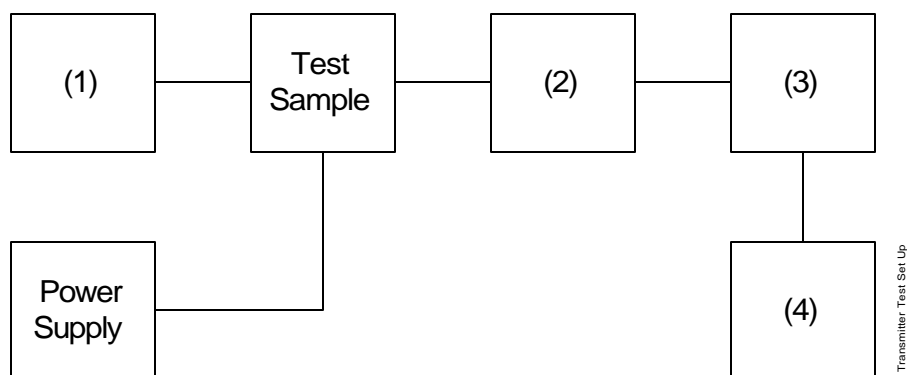 (1)
Test
Sample
(2)
(3)
Power
Supply
(4)
Transmitter Test Set Up